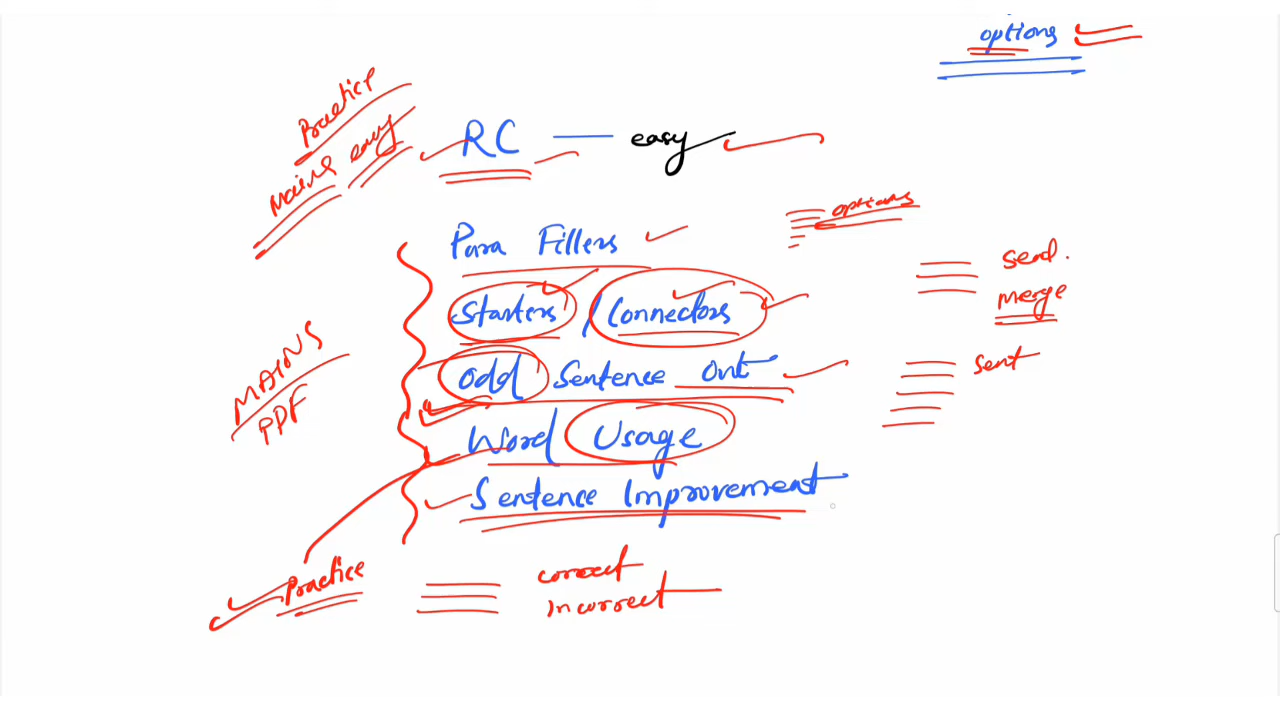 options
Practice
Mains easy
RC — easy
options
Para Fillers
Send.
merge
Starters / Connectors
MAINS
PDF
Odd Sentence Out
Sent
Word Usage
Sentence Improvement
Practice
correct
Incorrect